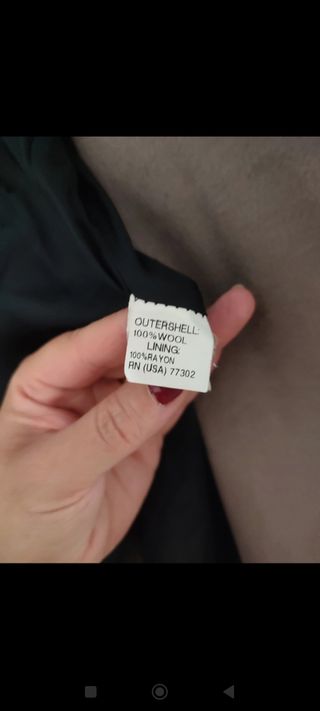 OUTERSHELL:
100% WOOL
LINING:
100% RAYON
RN (USA) 77302